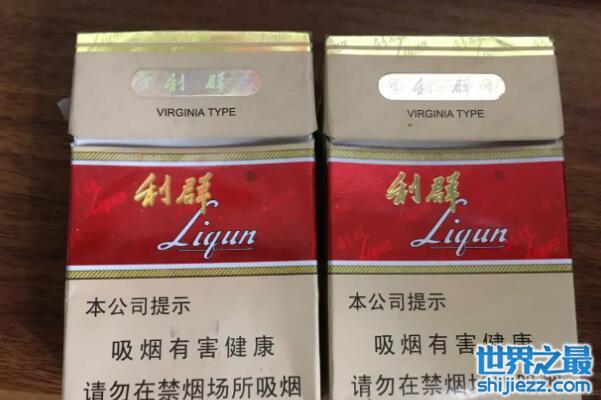 利群
VIRGINIA TYPE
利群®
Liqun
本公司提示
吸烟有害健康
请勿在禁烟场所吸烟
利群
VIRGINIA TYPE
利群®
Liqun
本公司提示
吸烟有害健康
请勿在禁烟场
世界之最
shijiezz.com